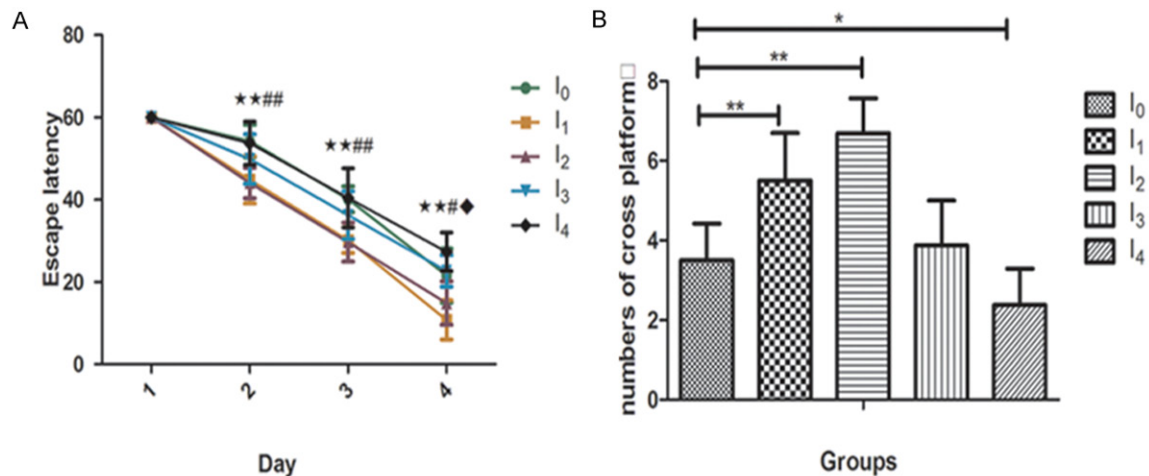 A
80
60
40
20
0
Escape latency
★★##
★★##
★★#◆
1
2
3
4
Day
I₀
I₁
I₂
I₃
I₄
B
numbers of cross platform□
8
6
4
2
0
**
**
*
Groups
I₀
I₁
I₂
I₃
I₄